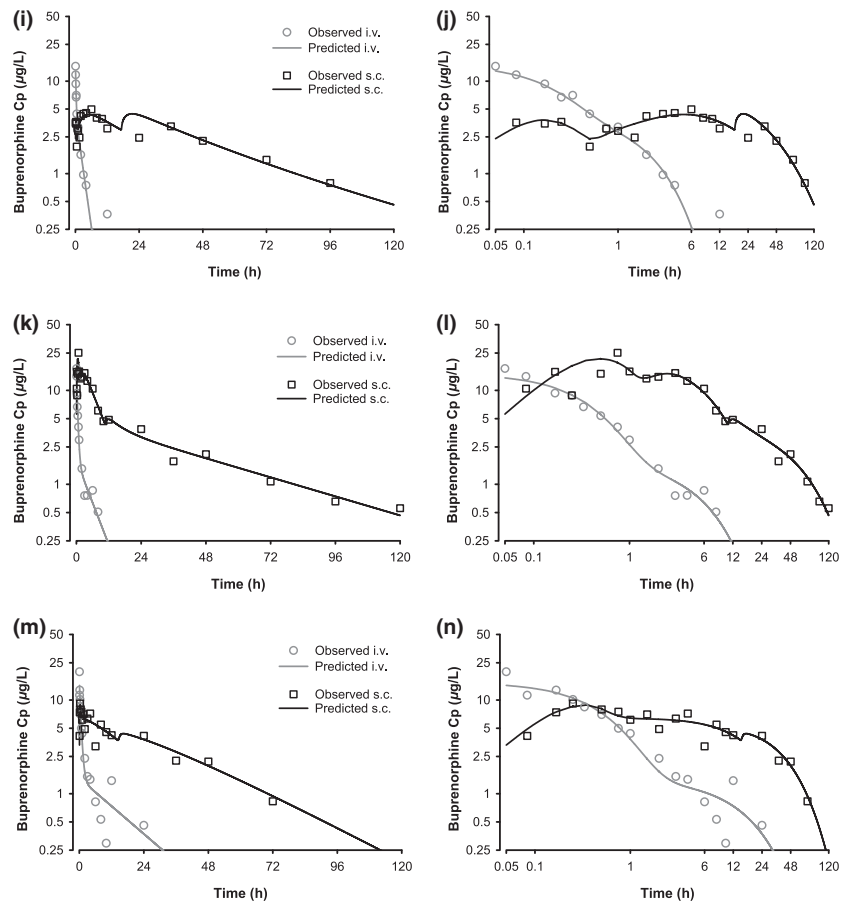 (i)
50
25
10
5
2.5
1
0.5
0.25
Buprenorphine Cp (µg/L)
0 24 48 72 96 120
Time (h)
Observed i.v.
Predicted i.v.
Observed s.c.
Predicted s.c.
(j)
50
25
10
5
2.5
1
0.5
0.25
Buprenorphine Cp (µg/L)
0.05 0.1 1 6 12 24 48 120
Time (h)
(k)
50
25
10
5
2.5
1
0.5
0.25
Buprenorphine Cp (µg/L)
0 24 48 72 96 120
Time (h)
Observed i.v.
Predicted i.v.
Observed s.c.
Predicted s.c.
(l)
50
25
10
5
2.5
1
0.5
0.25
Buprenorphine Cp (µg/L)
0.05 0.1 1 6 12 24 48 120
Time (h)
(m)
50
25
10
5
2.5
1
0.5
0.25
Buprenorphine Cp (µg/L)
0 24 48 72 96 120
Time (h)
Observed i.v.
Predicted i.v.
Observed s.c.
Predicted s.c.
(n)
50
25
10
5
2.5
1
0.5
0.25
Buprenorphine Cp (µg/L)
0.05 0.1 1 6 12 24 48 120
Time (h)